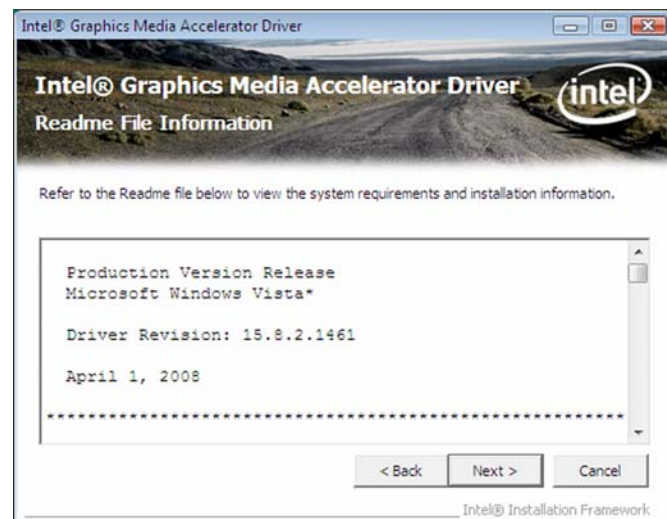 Intel® Graphics Media Accelerator Driver
Intel® Graphics Media Accelerator Driver
intel
Readme File Information
Refer to the Readme file below to view the system requirements and installation information.
Production Version Release
Microsoft Windows Vista*
Driver Revision: 15.8.2.1461
April 1, 2008
********************************************************
< Back
Next >
Cancel
Intel® Installation Framework